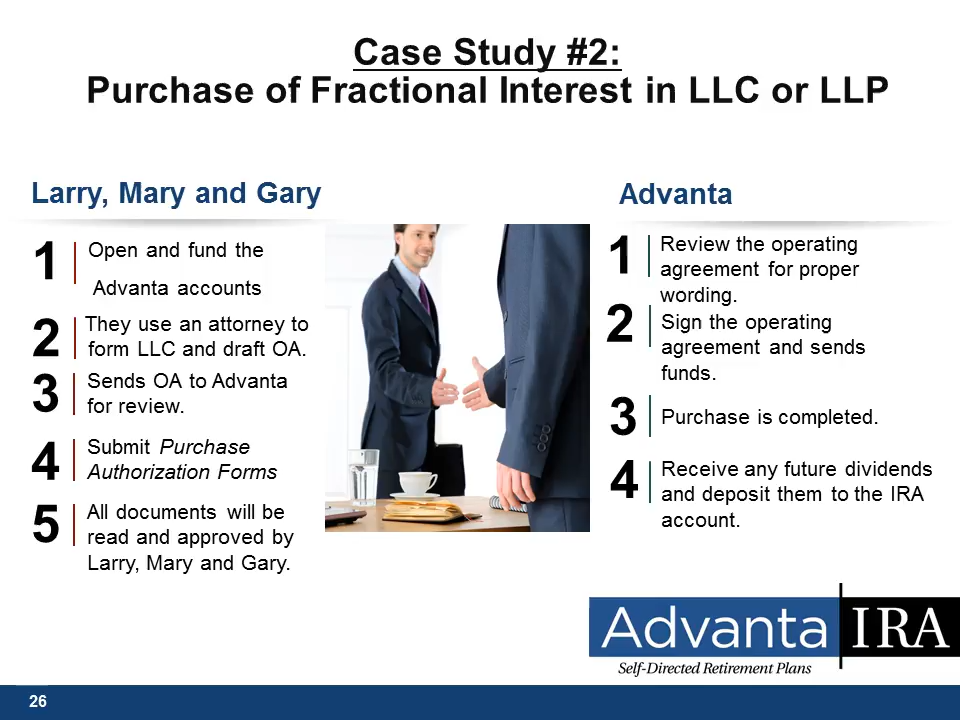 Case Study #2:
Purchase of Fractional Interest in LLC or LLP
Larry, Mary and Gary
1
Open and fund the
Advanta accounts
2
They use an attorney to
form LLC and draft OA.
3
Sends OA to Advanta
for review.
4
Submit Purchase
Authorization Forms
5
All documents will be
read and approved by
Larry, Mary and Gary.
Advanta
1
Review the operating
agreement for proper
wording.
2
Sign the operating
agreement and sends
funds.
3
Purchase is completed.
4
Receive any future dividends
and deposit them to the IRA
account.
Advanta IRA
Self-Directed Retirement Plans
26